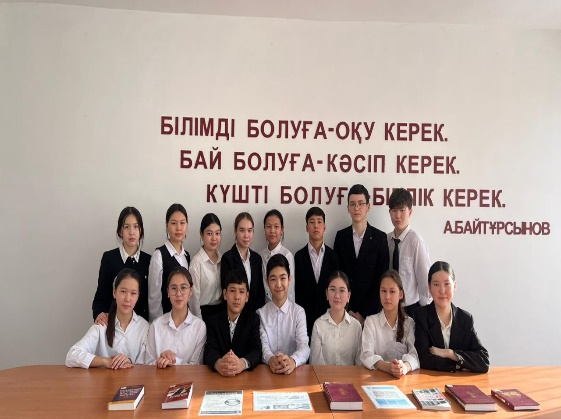 БІЛІМДІ БОЛУҒА-ОҚУ КЕРЕК.
БАЙ БОЛУҒА-КӘСІП КЕРЕК.
КҮШТІ БОЛУҒА КЕРЕК.
А.БАЙТҰРСЫНОВ